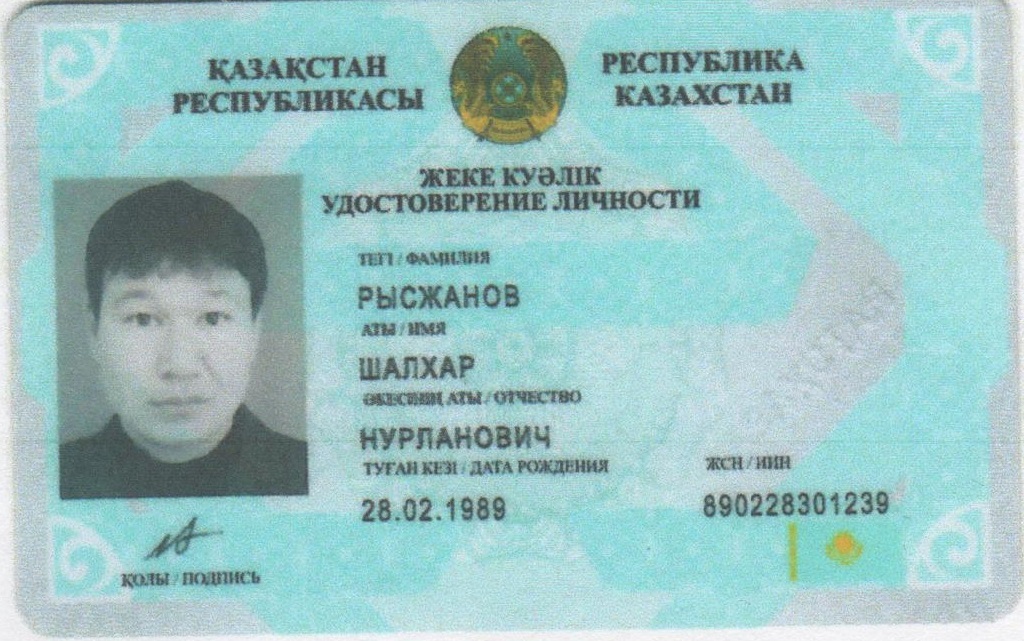 ҚАЗАҚСТАН
РЕСПУБЛИКАСЫ
РЕСПУБЛИКА
КАЗАХСТАН
ЖЕКЕ КУӘЛІК
УДОСТОВЕРЕНИЕ ЛИЧНОСТИ
ТЕГІ / ФАМИЛИЯ
РЫСЖАНОВ
АТЫ / ИМЯ
ШАЛХАР
ӘКЕСІНІҢ АТЫ / ОТЧЕСТВО
НУРЛАНОВИЧ
ТУҒАН КЕЗІ / ДАТА РОЖДЕНИЯ
28.02.1989
ЖСН / ИИН
890228301239
ҚОЛЫ / ПОДПИСЬ